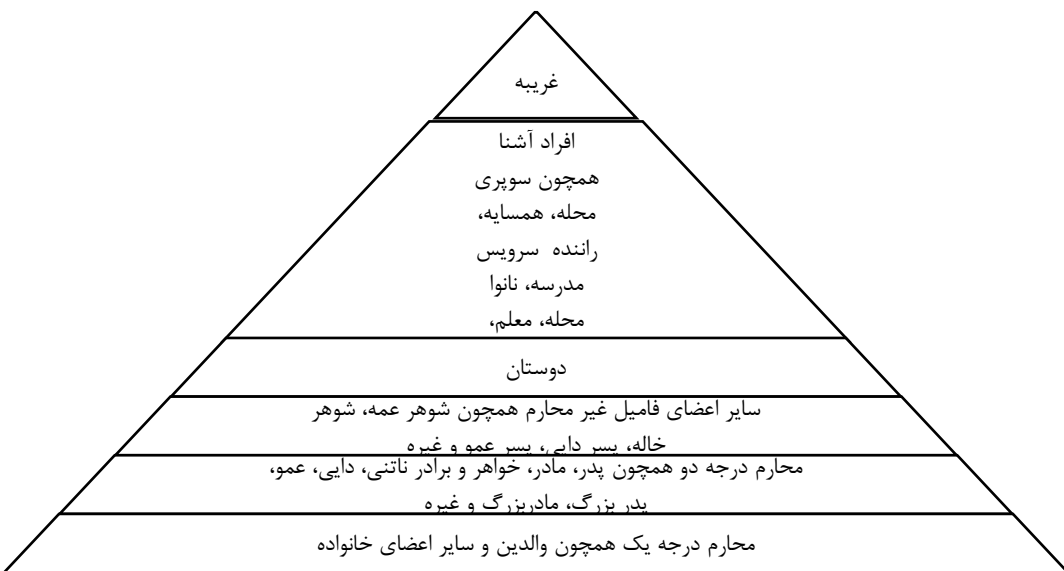 غریبه
افراد آشنا
همچون سوپری
محله، همسایه،
راننده سرویس
مدرسه، نانوا
محله، معلم،
دوستان
سایر اعضای فامیل غیر محارم همچون شوهر عمه، شوهر
خاله، پسر دایی، پسر عمو و غیره
محارم درجه دو همچون پدر، مادر، خواهر و برادر ناتنی، دایی، عمو،
پدر بزرگ، مادربزرگ و غیره
محارم درجه یک همچون والدین و سایر اعضای خانواده